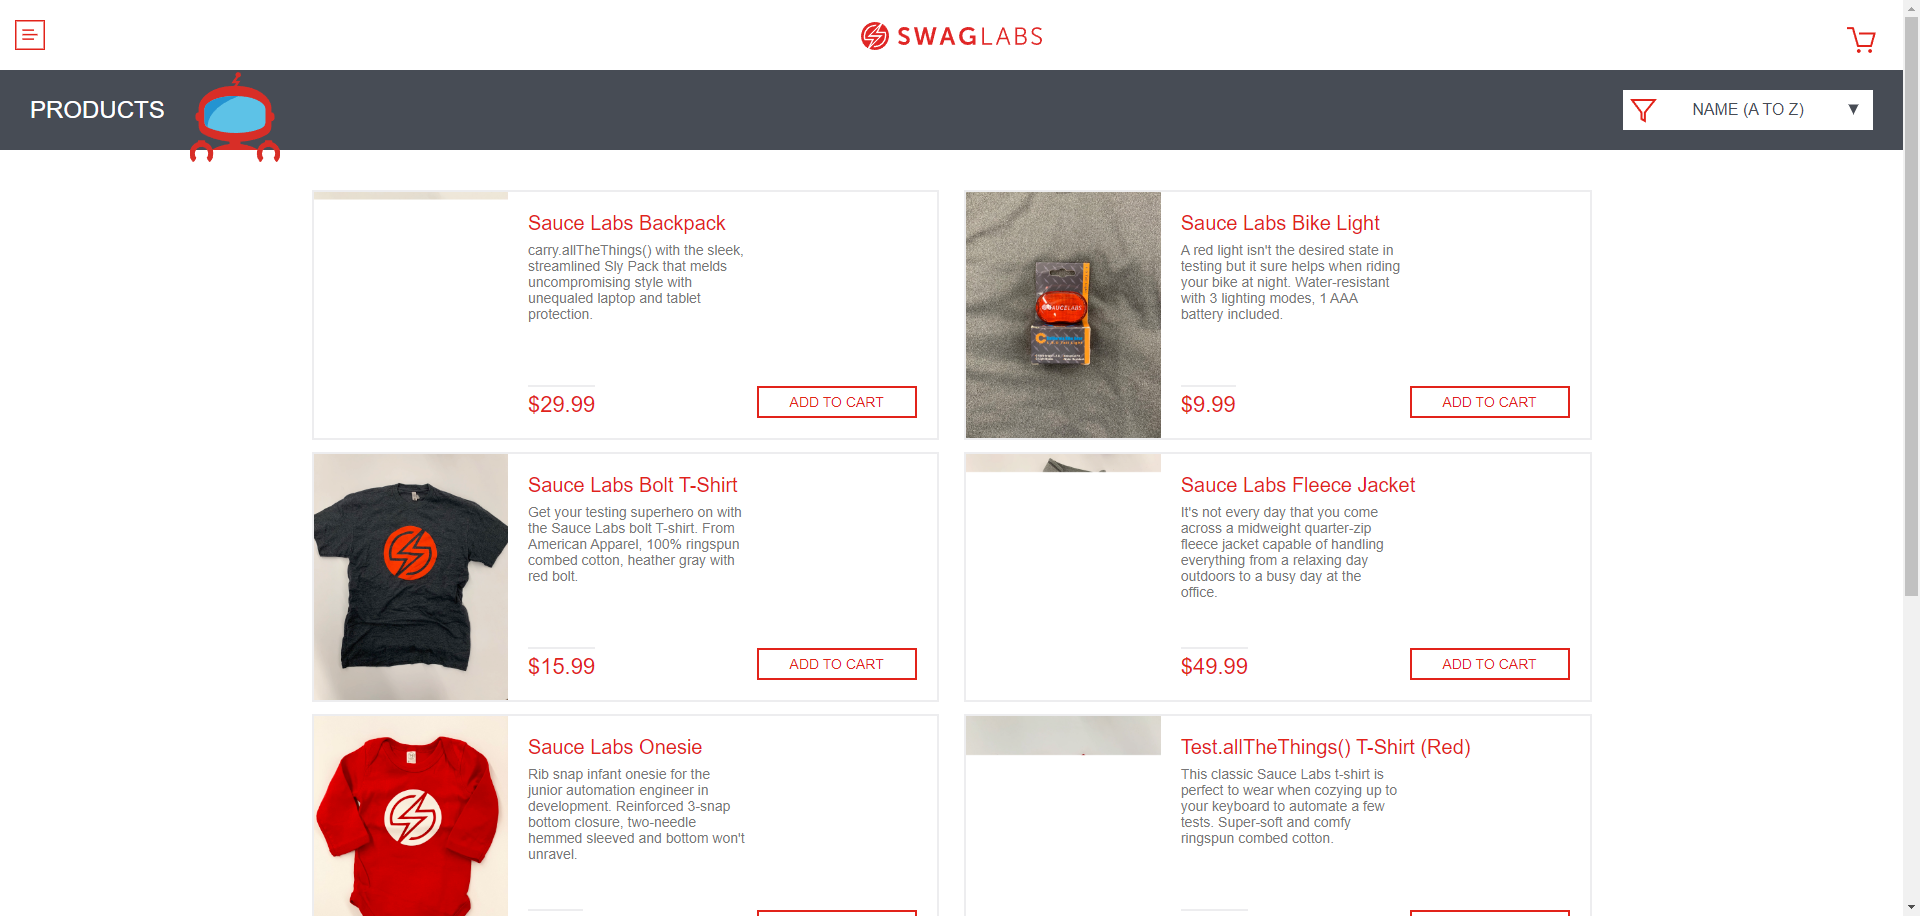 SWAGLABS
PRODUCTS
NAME (A TO Z)
Sauce Labs Backpack
carry.allTheThings() with the sleek,
streamlined Sly Pack that melds
uncompromising style with
unequaled laptop and tablet
protection.
$29.99
ADD TO CART
SAUCELABS
Sauce Labs Bike Light
A red light isn't the desired state in
testing but it sure helps when riding
your bike at night. Water-resistant
with 3 lighting modes, 1 AAA
battery included.
$9.99
ADD TO CART
Sauce Labs Bolt T-Shirt
Get your testing superhero on with
the Sauce Labs bolt T-shirt. From
American Apparel, 100% ringspun
combed cotton, heather gray with
red bolt.
$15.99
ADD TO CART
Sauce Labs Fleece Jacket
It's not every day that you come
across a midweight quarter-zip
fleece jacket capable of handling
everything from a relaxing day
outdoors to a busy day at the
office.
$49.99
ADD TO CART
Sauce Labs Onesie
Rib snap infant onesie for the
junior automation engineer in
development. Reinforced 3-snap
bottom closure, two-needle
hemmed sleeved and bottom won't
unravel.
Test.allTheThings() T-Shirt (Red)
This classic Sauce Labs t-shirt is
perfect to wear when cozying up to
your keyboard to automate a few
tests. Super-soft and comfy
ringspun combed cotton.